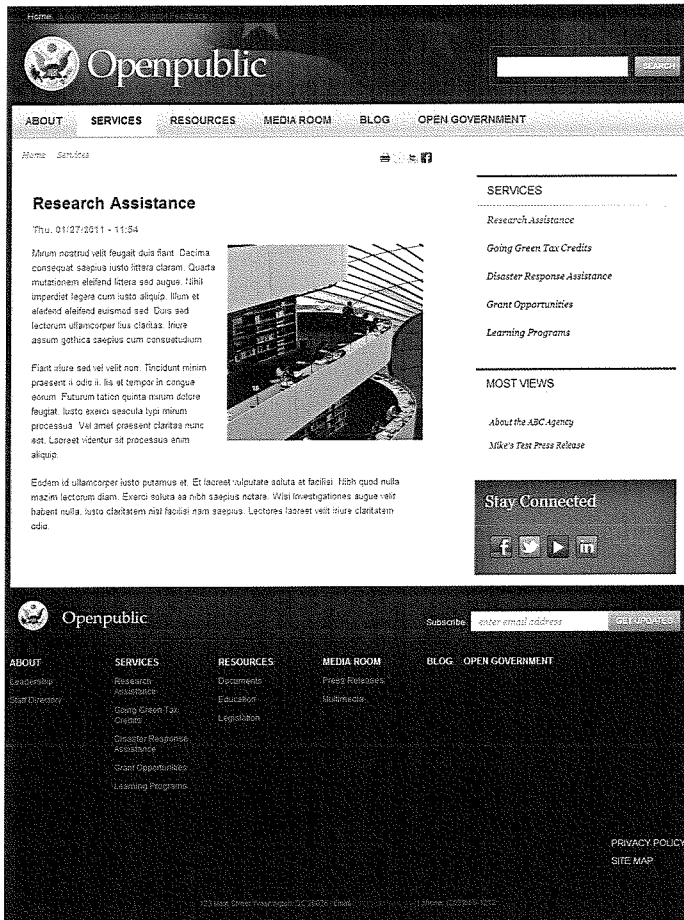 Home
Openpublic
SEARCH
ABOUT SERVICES RESOURCES MEDIA ROOM BLOG OPEN GOVERNMENT
Home Services
Research Assistance
Thu, 01/27/2011 - 11:54
Mirum nostrud velit feugait duis fiant. Decima
consequat saepius iusto littera claram. Quarta
mutationem eleifend littera sed augue. Nihil
imperdiet legere cum iusto aliquip. Illum et
eleifend eleifend euismod sed. Duis sed
lectorum ullamcorper lius claritas. Iriure
assum gothica saepius cum consuetudium.
Fiant iriure sed vel velit non. Tincidunt minim
praesent ii odio ii. Iis et tempor in congue
eorum. Futurum tation quinta mirum dolore
feugiat. Iusto exerci seacula typi mirum
processus. Vel amet praesent claritas nunc
est. Laoreet videntur sit processus enim
aliquip.
Eodem id ullamcorper iusto putamus et. Et laoreet vulputate soluta et facilisi. Nibh quod nulla
mazim lectorum diam. Exerci soluta ea nibh saepius notare. Wisi investigationes augue velit
habent nulla. Iusto claritatem nisl facilisi nam saepius. Lectores laoreet velit iriure claritatem
odio.
SERVICES
Research Assistance
Going Green Tax Credits
Disaster Response Assistance
Grant Opportunities
Learning Programs
MOST VIEWS
About the ABC Agency
Mike's Test Press Release
Stay Connected
Openpublic
Subscribe enter email address GET UPDATES
ABOUT
Leadership
Staff Directory
SERVICES
Research
Assistance
Going Green Tax
Credits
Disaster Response
Assistance
Grant Opportunities
Learning Programs
RESOURCES
Documents
Education
Legislation
MEDIA ROOM
Press Releases
Multimedia
BLOG OPEN GOVERNMENT
PRIVACY POLICY
SITE MAP